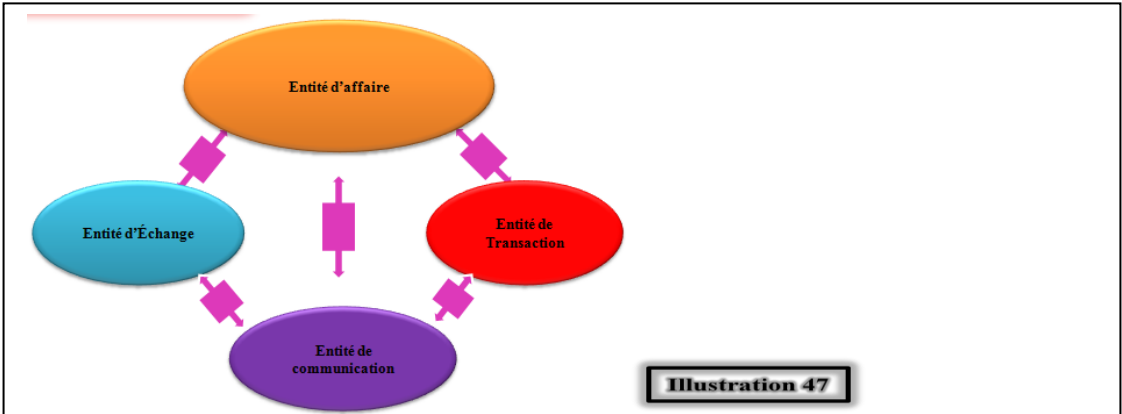 Entité d'affaire
Entité d'Échange
Entité de
Transaction
Entité de
communication
Illustration 47